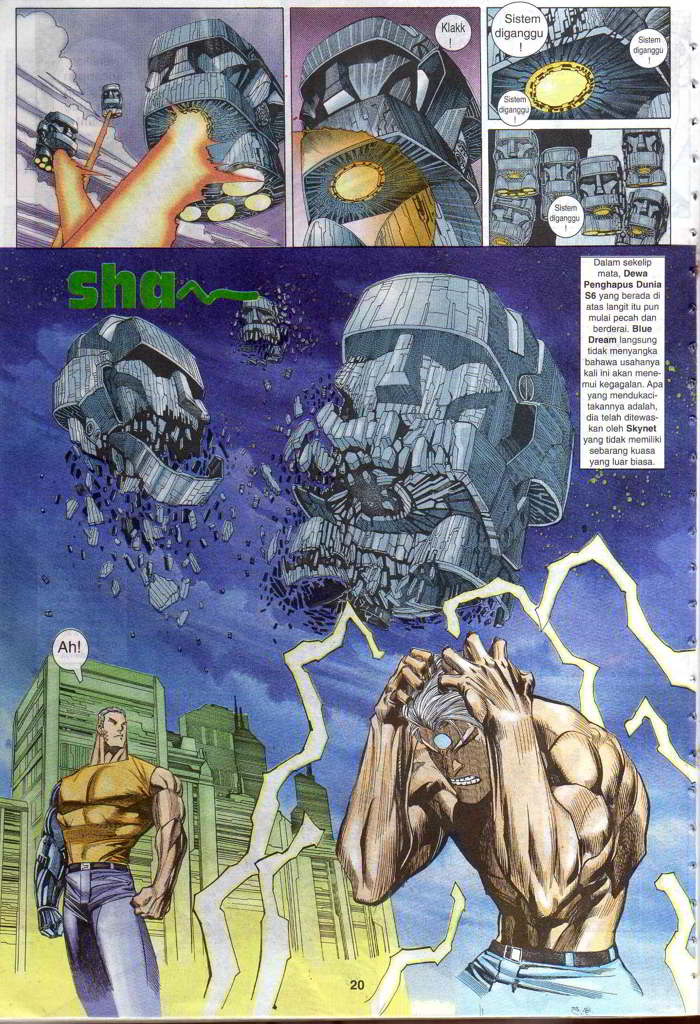 Klakk
!
Sistem
diganggu
!
Sistem
diganggu
!
Sistem
diganggu
!
Sistem
diganggu
!
sha~
Dalam sekelip
mata, Dewa
Penghapus Dunia
S6 yang berada di
atas langit itu pun
mulai pecah dan
berderai. Blue
Dream langsung
tidak menyangka
bahawa usahanya
kali ini akan mene-
mui kegagalan. Apa
yang mendukaci-
takannya adalah,
dia telah ditewas-
kan oleh Skynet
yang tidak memiliki
sebarang kuasa
yang luar biasa.
Ah!
20